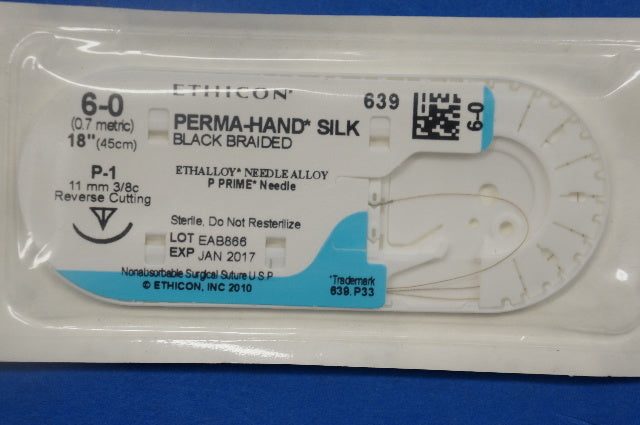 ETHICON*
6-0
(0.7 metric)
18" (45cm)
639
6-0
PERMA-HAND* SILK
BLACK BRAIDED
P-1
11 mm 3/8c
Reverse Cutting
ETHALLOY* NEEDLE ALLOY
P PRIME* Needle
Sterile, Do Not Resterilize
LOT EAB866
EXP JAN 2017
Nonabsorbable Surgical Suture U.S.P.
© ETHICON, INC 2010
*Trademark
639.P33